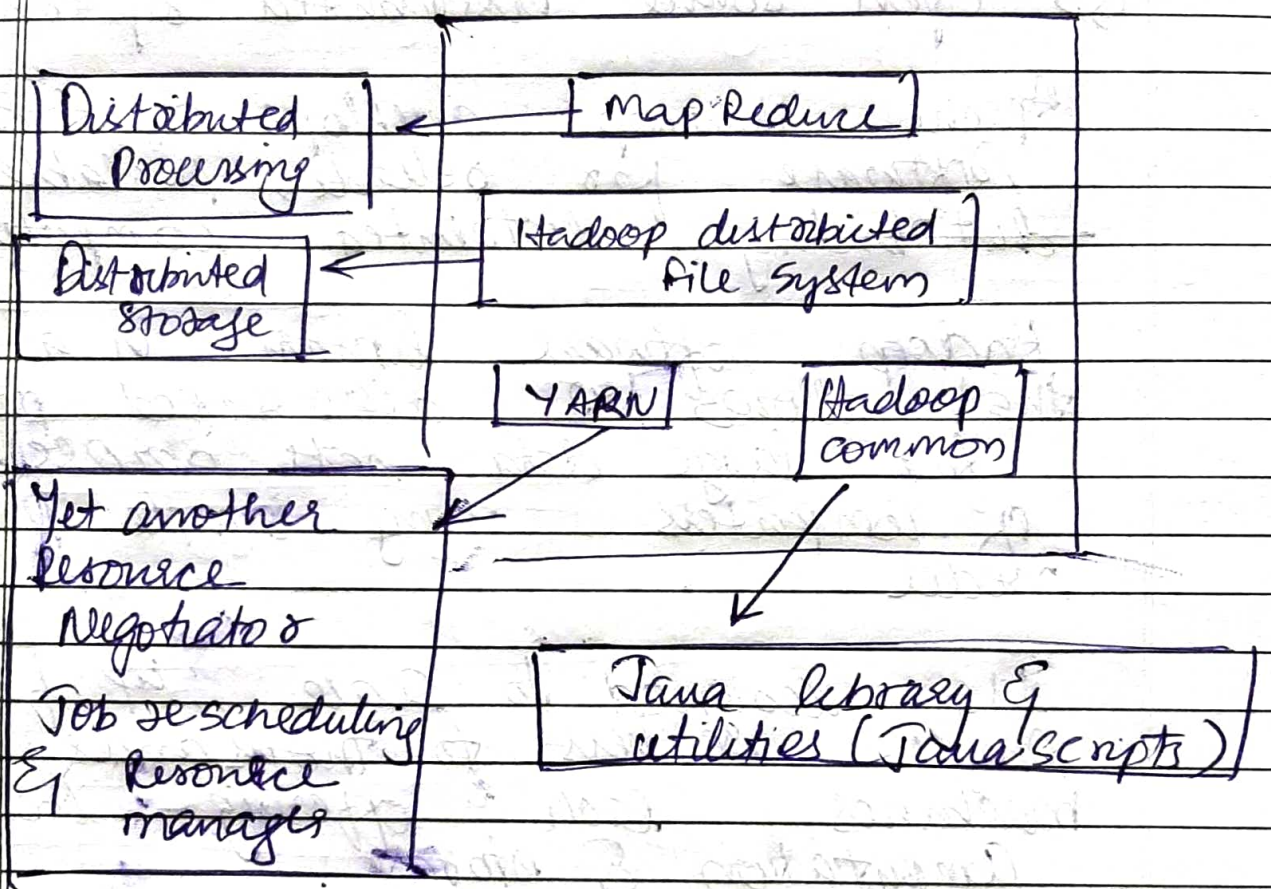 Distributed
Processing
Map Reduce
Hadoop distributed
file system
Distributed
storage
YARN
Hadoop
common
Yet another
Resource
Negotiator
Job rescheduling
& Resource
manager
Java library &
utilities (Java scripts)